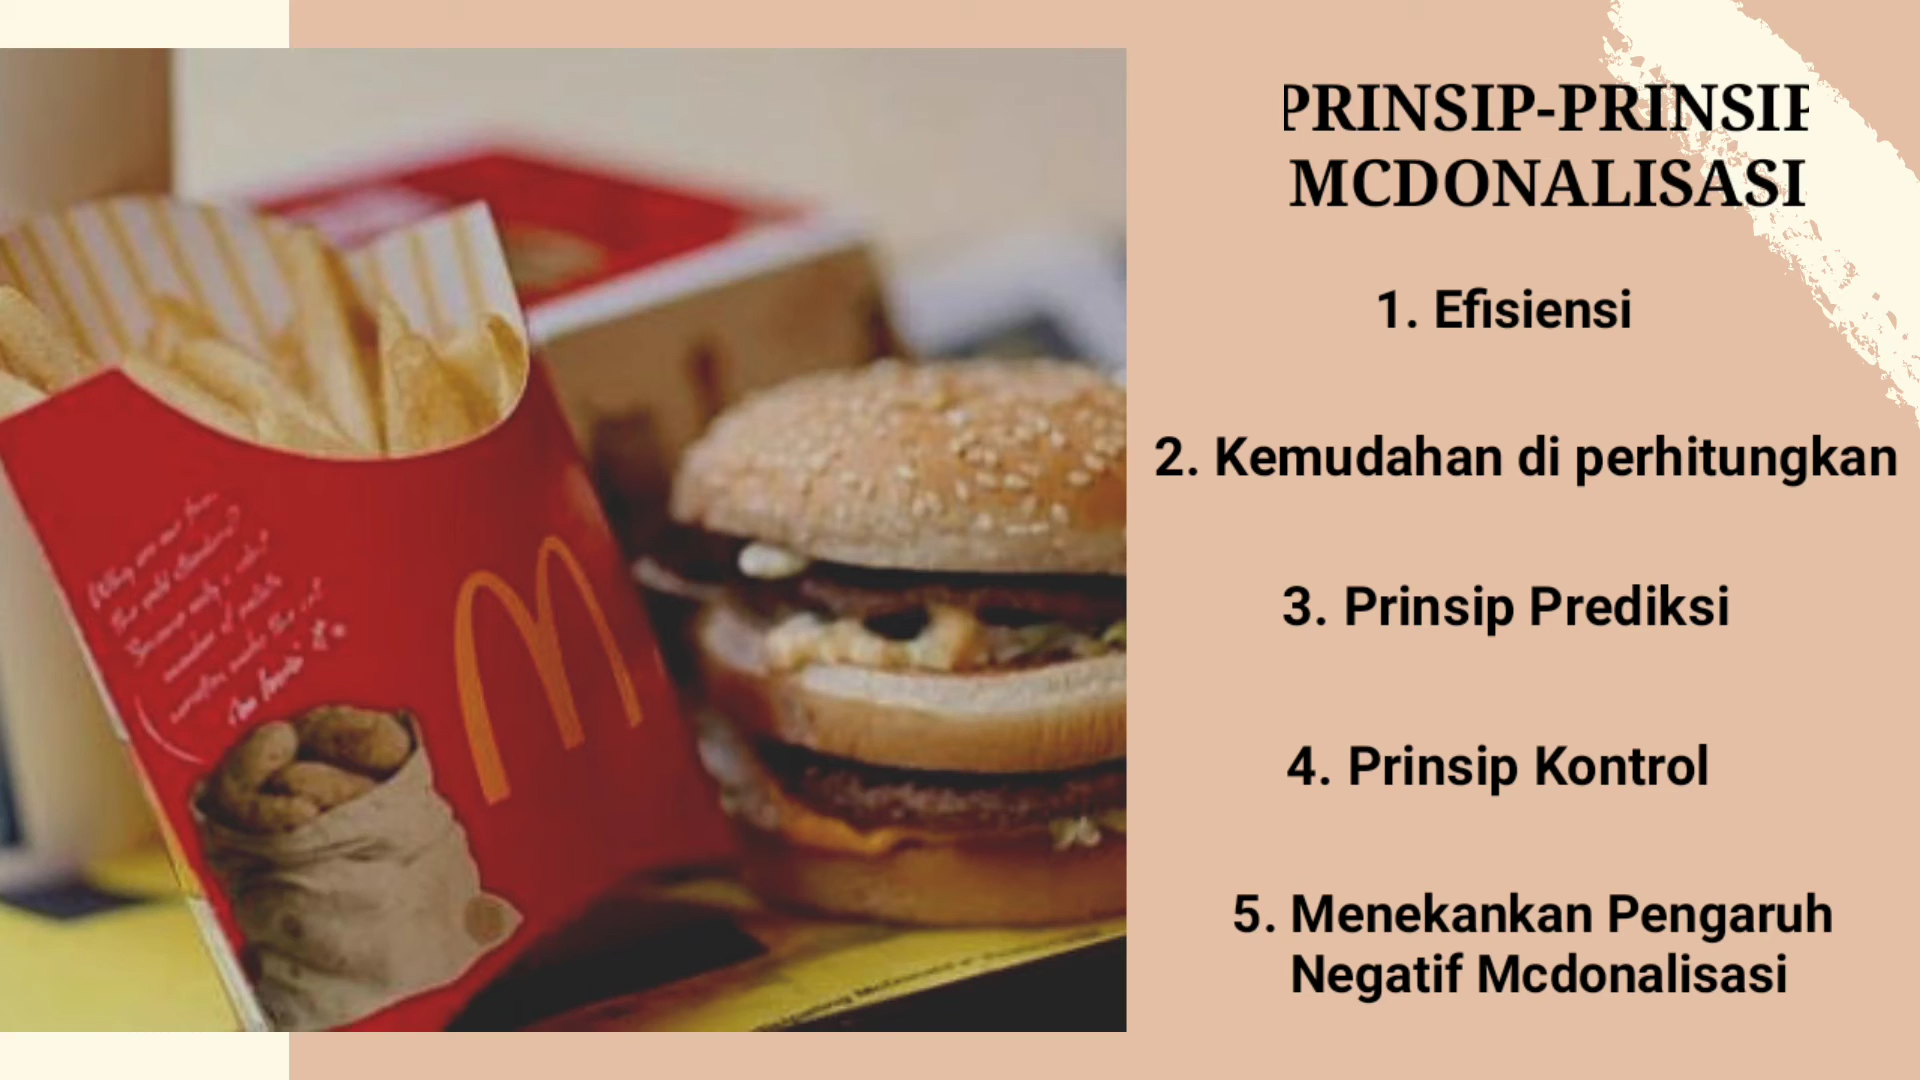 PRINSIP-PRINSIP
MCDONALISASI
1. Efisiensi
2. Kemudahan di perhitungkan
3. Prinsip Prediksi
4. Prinsip Kontrol
5. Menekankan Pengaruh
Negatif Mcdonalisasi